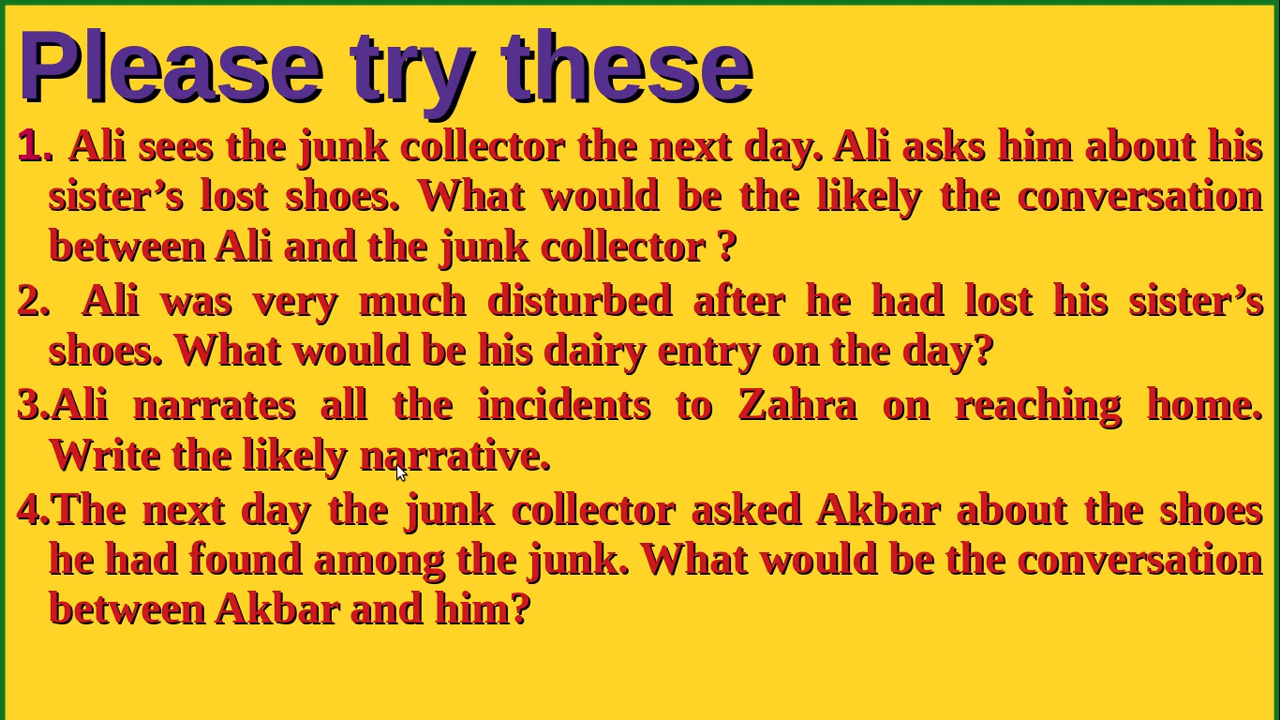 Please try these
1. Ali sees the junk collector the next day. Ali asks him about his
sister’s lost shoes. What would be the likely the conversation
between Ali and the junk collector ?
2. Ali was very much disturbed after he had lost his sister’s
shoes. What would be his dairy entry on the day?
3.Ali narrates all the incidents to Zahra on reaching home.
Write the likely narrative.
4.The next day the junk collector asked Akbar about the shoes
he had found among the junk. What would be the conversation
between Akbar and him?